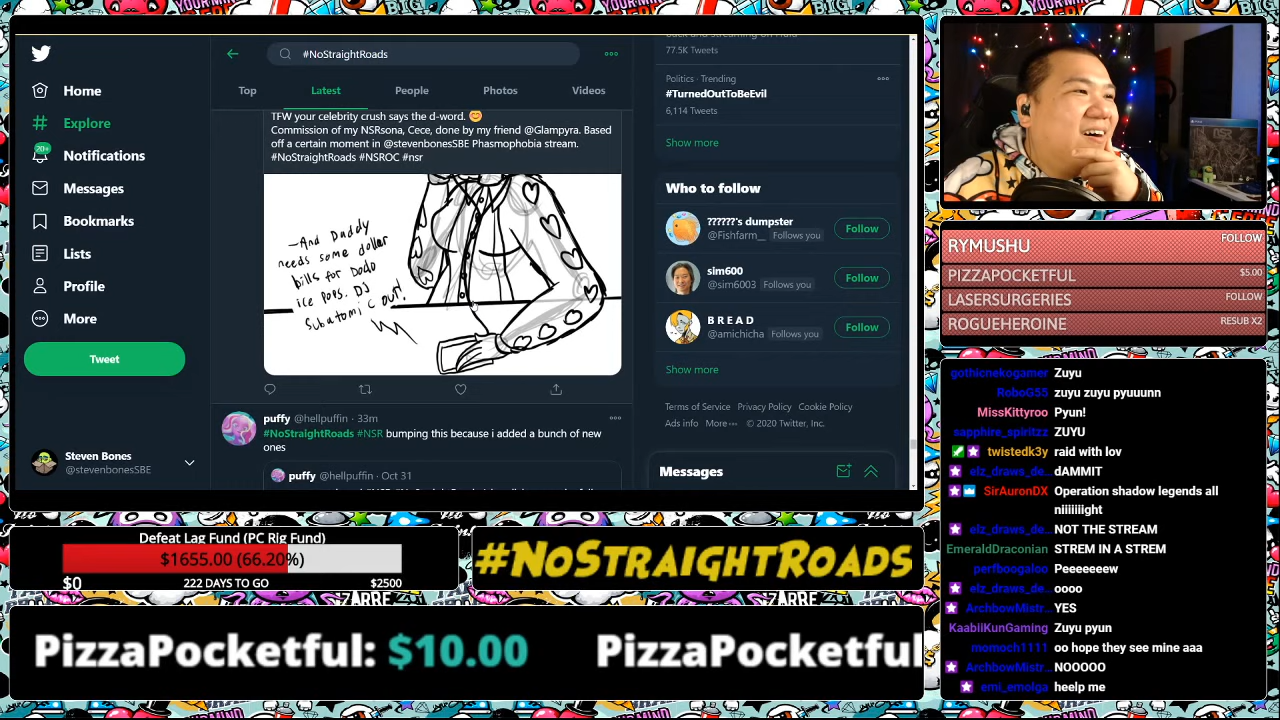 #NoStraightRoads
Home
Explore
20+
Notifications
Messages
Bookmarks
Lists
Profile
More
Tweet
Steven Bones
@stevenbonesSBE
Top
Latest
People
Photos
Videos
TFW your celebrity crush says the d-word.
Commission of my NSRsona, Cece, done by my friend @Glampyra. Based
off a certain moment in @stevenbonesSBE Phasmophobia stream.
#NoStraightRoads #NSROC #nsr
-And Daddy
needs some dollar
bills for Dodo
ice pops. DJ
Subatomi C out!
puffy @hellpuffin · 33m
#NoStraightRoads #NSR bumping this because i added a bunch of new
ones
puffy @hellpuffin · Oct 31
77.5K Tweets
Politics · Trending
#TurnedOutToBeEvil
6,114 Tweets
Show more
Who to follow
??????'s dumpster
@Fishfarm__ Follows you
Follow
sim600
@sim6003 Follows you
Follow
B R E A D
@amichicha Follows you
Follow
Show more
Terms of Service Privacy Policy Cookie Policy
Ads info More © 2020 Twitter, Inc.
Messages
RYMUSHU FOLLOW
PIZZAPOCKETFUL $5.00
LASERSURGERIES FOLLOW
ROGUEHEROINE RESUB X2
gothicnekogamer Zuyu
RoboG55 zuyu zuyu pyuuunn
MissKittyroo Pyun!
sapphire_spiritzz ZUYU
twistedk3y raid with lov
elz_draws_de... dAMMIT
SirAuronDX Operation shadow legends all
niiiiiight
elz_draws_de... NOT THE STREAM
EmeraldDraconian STREM IN A STREM
perfboogaloo Peeeeeew
elz_draws_de... oooo
ArchbowMistr... YES
KaabiiKunGaming Zuyu pyun
momoch1111 oo hope they see mine aaa
ArchbowMistr... NOOOOO
emi_emolga heelp me
Defeat Lag Fund (PC Rig Fund)
$1655.00 (66.20%)
$0 222 DAYS TO GO $2500
#NOSTRAIGHTROADS
PizzaPocketful: $10.00 PizzaPocketful